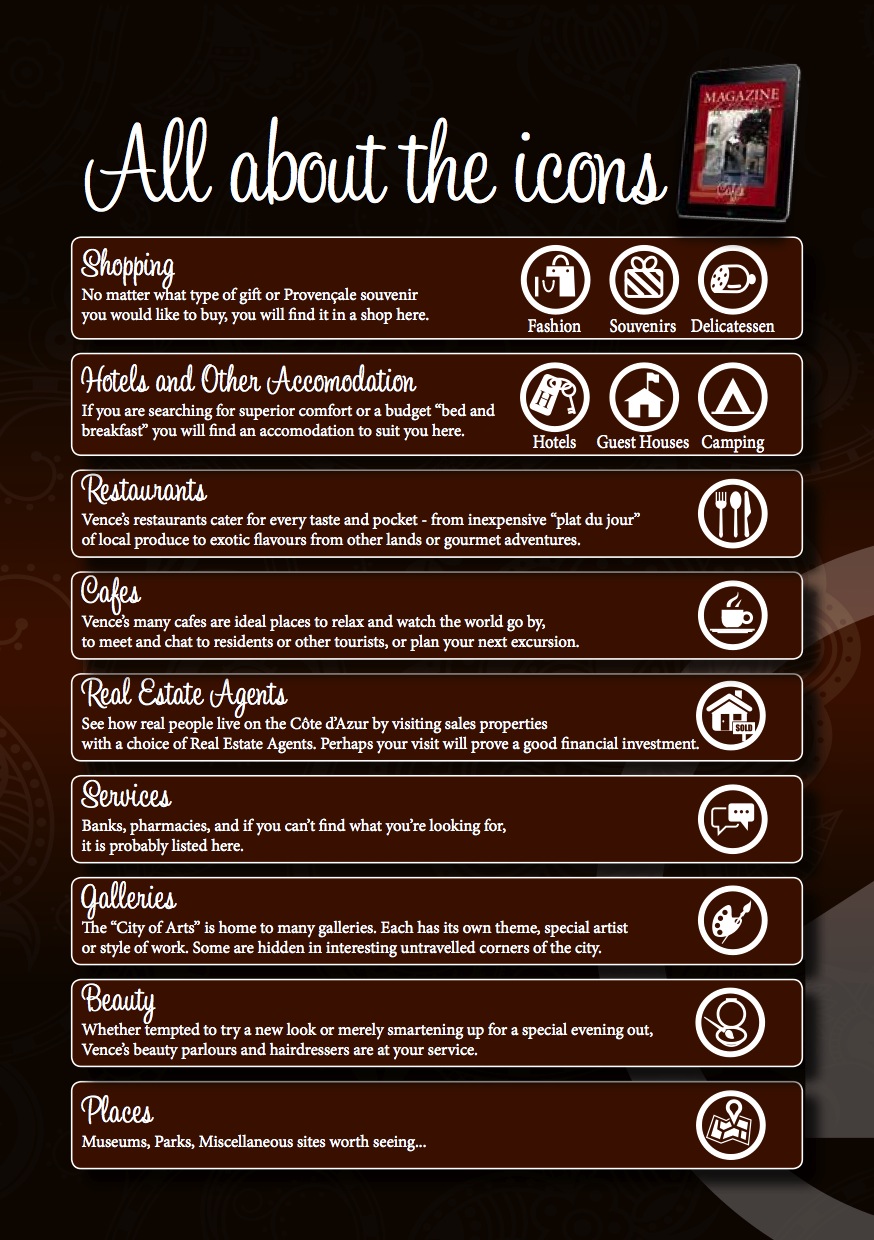 MAGAZINE
All about the icons
Shopping
No matter what type of gift or Provençale souvenir
you would like to buy, you will find it in a shop here.
Fashion
Souvenirs
Delicatessen
Hotels and Other Accomodation
If you are searching for superior comfort or a budget “bed and
breakfast” you will find an accomodation to suit you here.
H
Hotels
Guest Houses
Camping
Restaurants
Vence’s restaurants cater for every taste and pocket - from inexpensive “plat du jour”
of local produce to exotic flavours from other lands or gourmet adventures.
Cafes
Vence’s many cafes are ideal places to relax and watch the world go by,
to meet and chat to residents or other tourists, or plan your next excursion.
Real Estate Agents
See how real people live on the Côte d’Azur by visiting sales properties
with a choice of Real Estate Agents. Perhaps your visit will prove a good financial investment.
SOLD
Services
Banks, pharmacies, and if you can’t find what you’re looking for,
it is probably listed here.
Galleries
The “City of Arts” is home to many galleries. Each has its own theme, special artist
or style of work. Some are hidden in interesting untravelled corners of the city.
Beauty
Whether tempted to try a new look or merely smartening up for a special evening out,
Vence’s beauty parlours and hairdressers are at your service.
Places
Museums, Parks, Miscellaneous sites worth seeing...